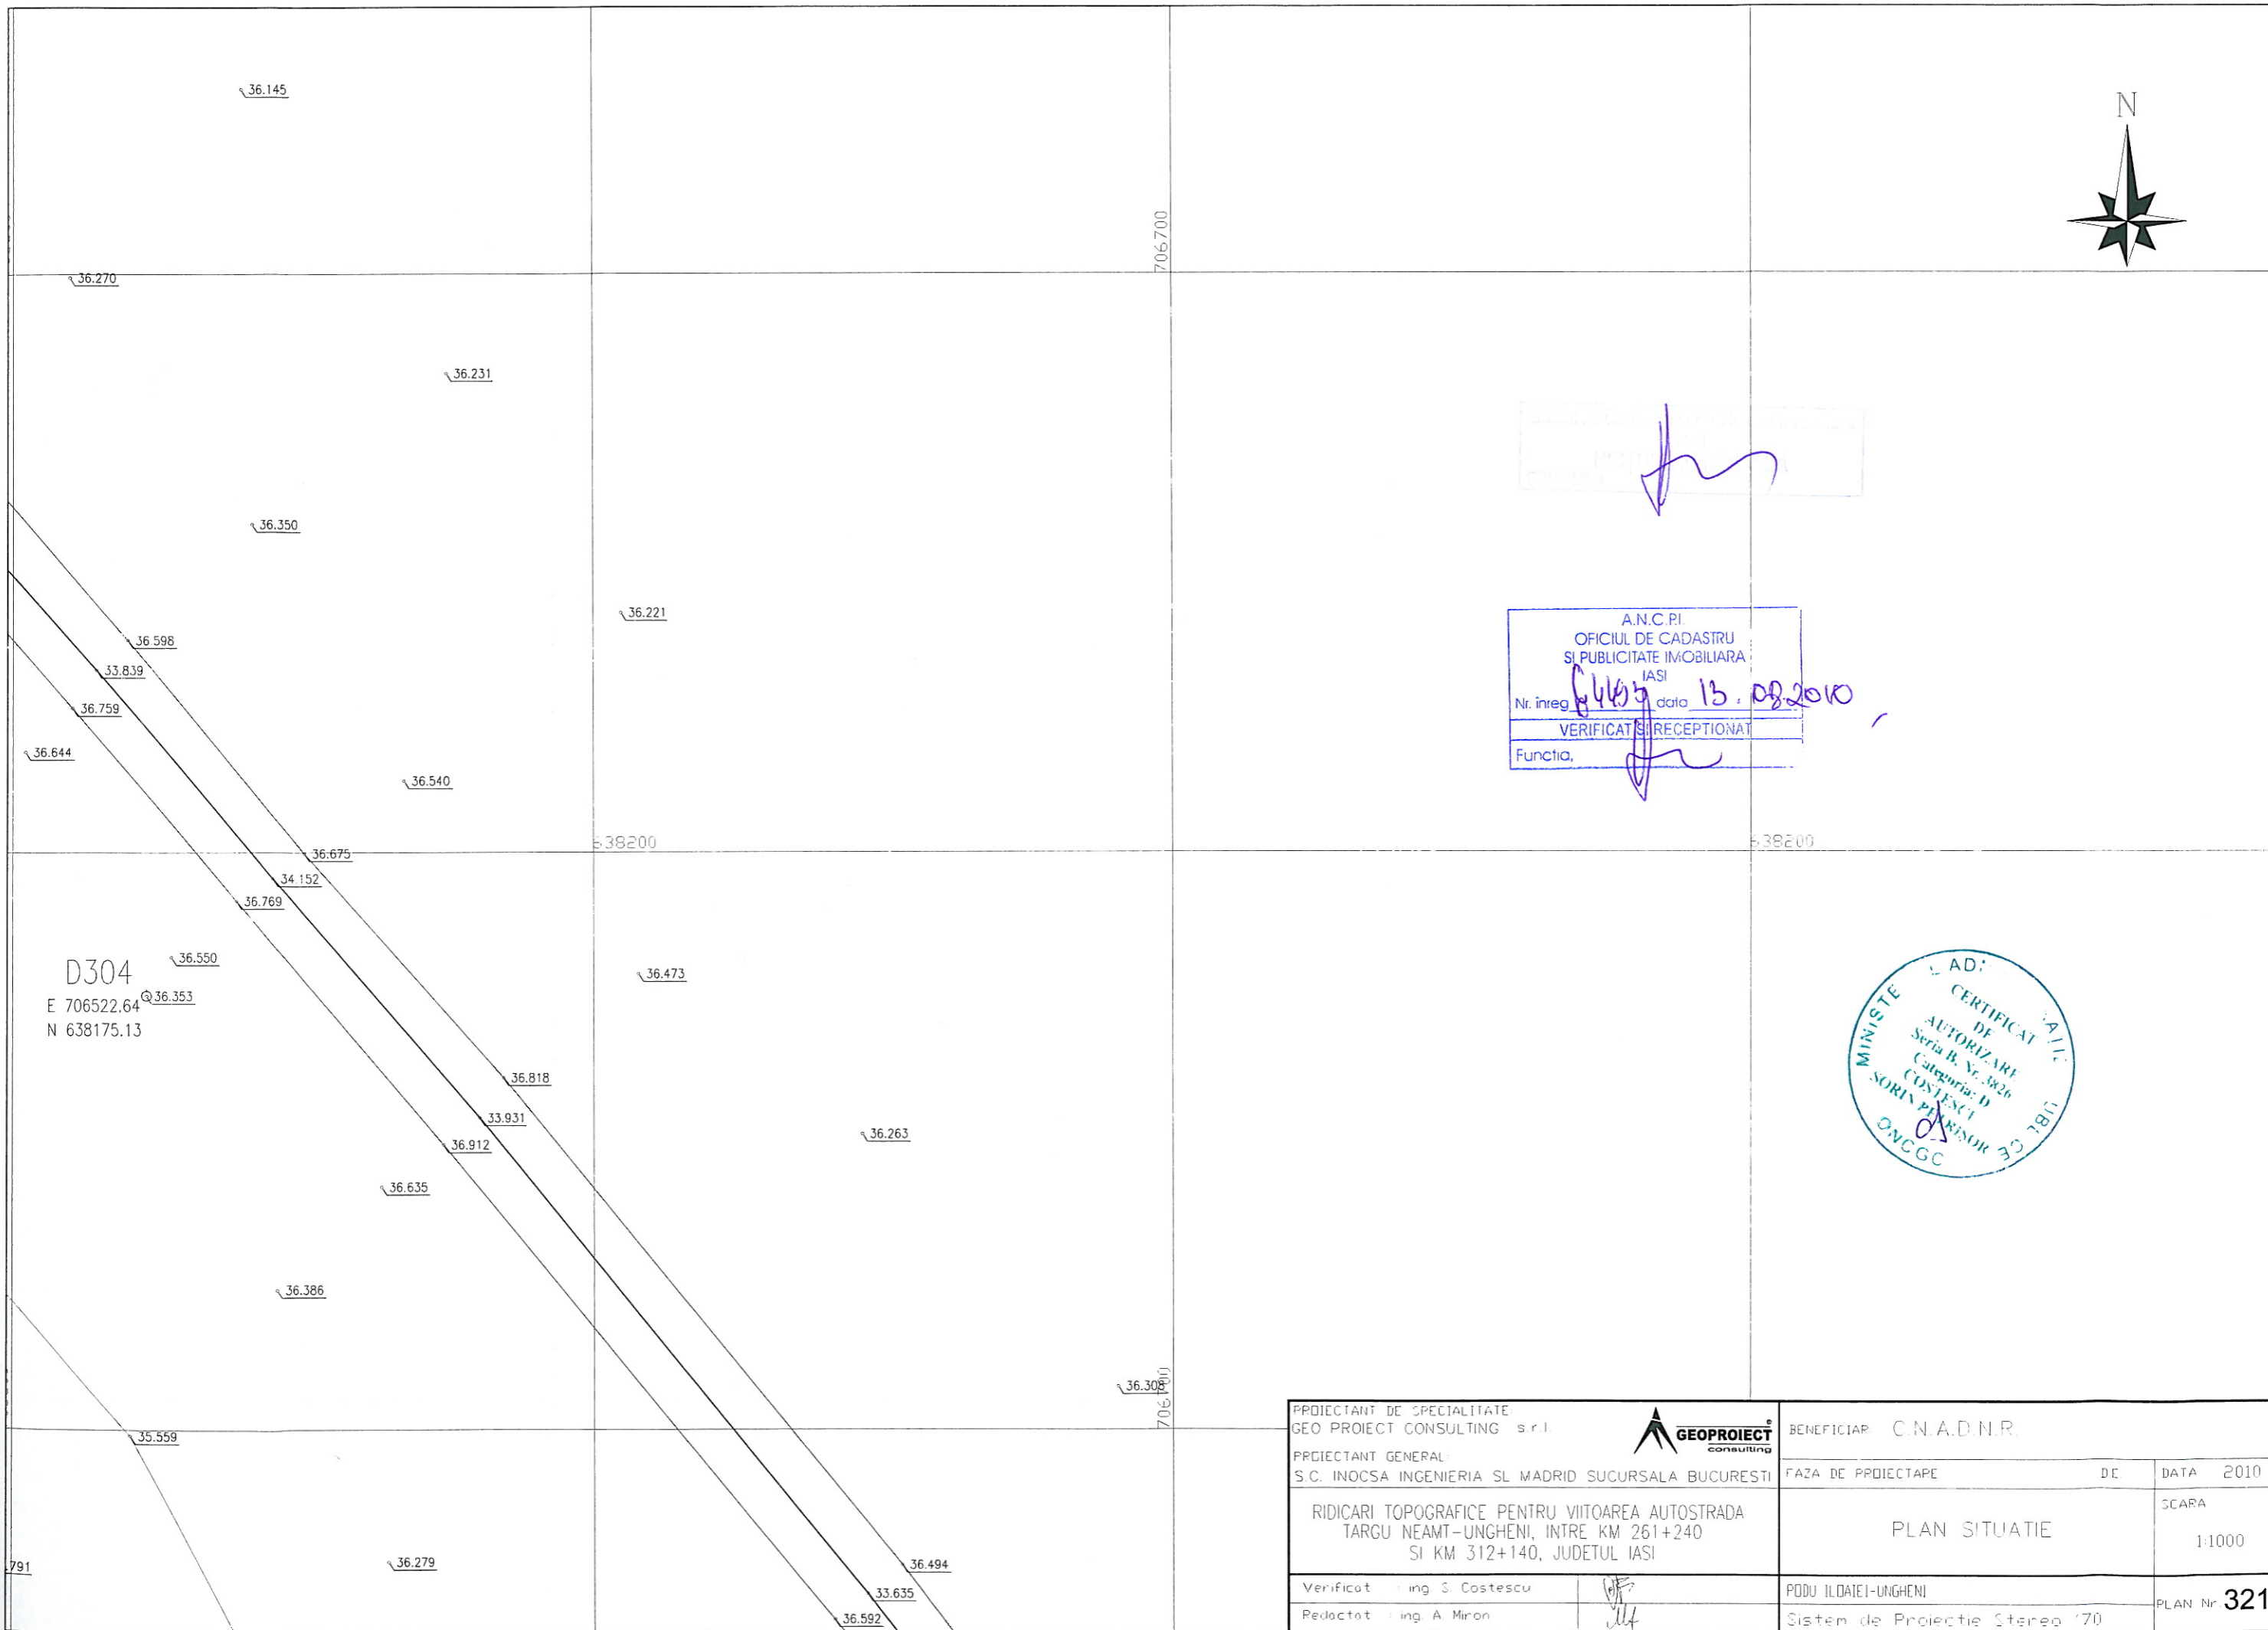 36.145
N
706700
36.270
36.231
36.350
36.221
36.598
33.839
36.759
36.644
36.540
A.N.C.P.I.
OFICIUL DE CADASTRU
SI PUBLICITATE IMOBILIARA
IASI
Nr. înreg data 13.08.2010
VERIFICAT SI RECEPTIONAT
Functia,
638200
638200
36.675
34.152
36.769
36.550
D304
36.353
E 706522.64
N 638175.13
36.473
36.818
33.931
36.912
36.263
36.635
CERTIFICAT
DE
AUTORIZARE
Seria B, Nr. 3826
Categoria: D
COSTESCU
SORIN
ONCGC
36.386
36.308
706700
35.559
791
36.279
36.494
33.635
36.592
PROIECTANT DE SPECIALITATE:
GEO PROIECT CONSULTING s.r.l.
GEOPROIECT
consulting
PROIECTANT GENERAL:
S.C. INOCSA INGENIERIA SL MADRID SUCURSALA BUCURESTI
BENEFICIAR: C.N.A.D.N.R.
FAZA DE PROIECTARE D.E.
DATA 2010
RIDICARI TOPOGRAFICE PENTRU VIITOAREA AUTOSTRADA
TARGU NEAMT-UNGHENI, INTRE KM 261+240
SI KM 312+140, JUDETUL IASI
PLAN SITUATIE
SCARA
1:1000
Verificat : ing. S. Costescu
Redactat : ing. A. Miron
PODU ILOAIEI-UNGHENI
Sistem de Proiectie Stereo '70
PLAN Nr. 321